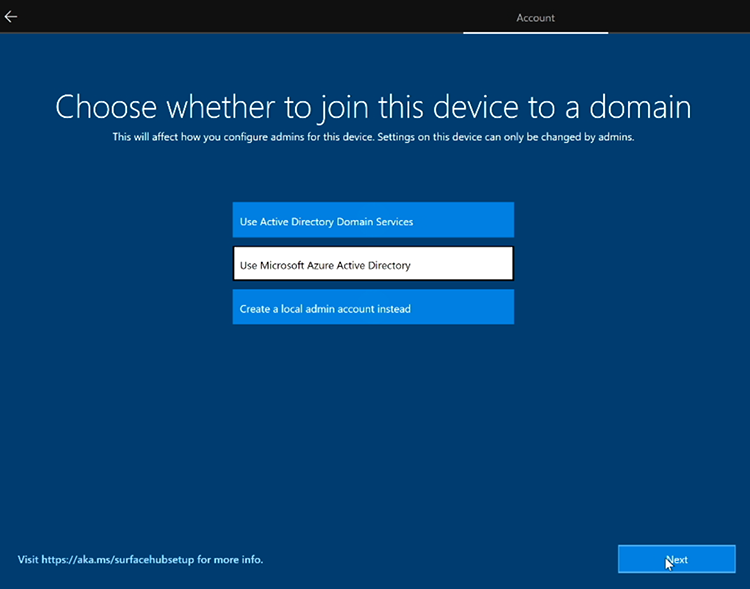 Account
Choose whether to join this device to a domain
This will affect how you configure admins for this device. Settings on this device can only be changed by admins.
Use Active Directory Domain Services
Use Microsoft Azure Active Directory
Create a local admin account instead
Visit https://aka.ms/surfacehubsetup for more info.
Next